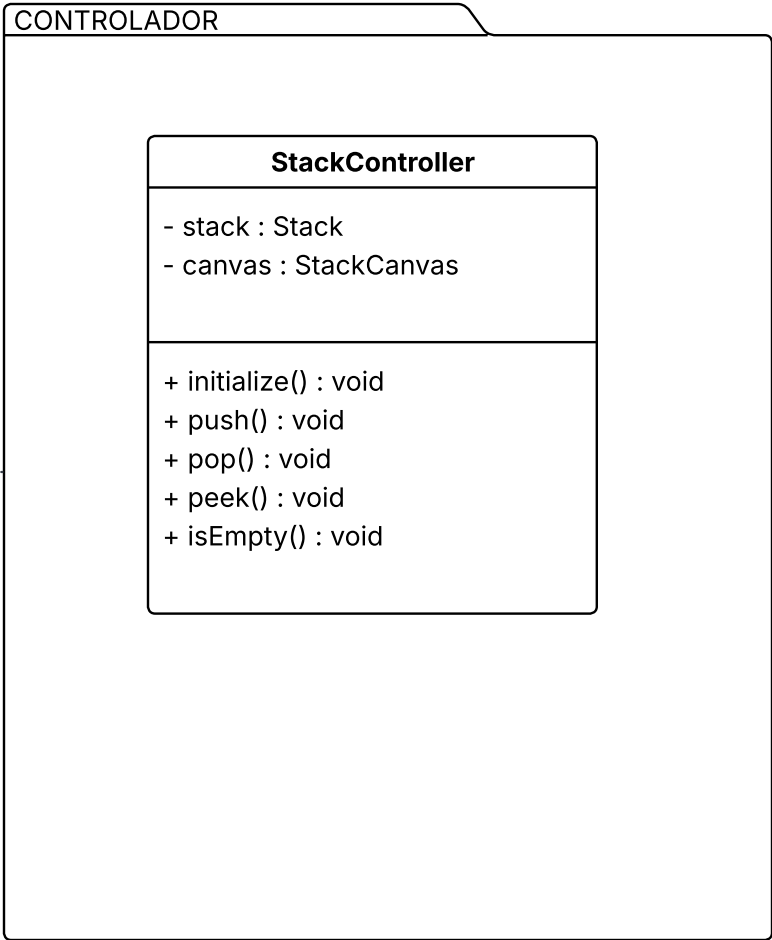 CONTROLADOR
StackController
- stack : Stack
- canvas : StackCanvas
+ initialize() : void
+ push() : void
+ pop() : void
+ peek() : void
+ isEmpty() : void